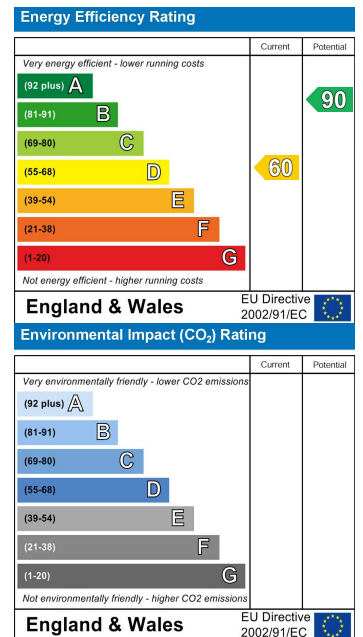 Energy Efficiency Rating
Current Potential
Very energy efficient - lower running costs
(92 plus) A
(81-91) B
(69-80) C
(55-68) D
(39-54) E
(21-38) F
(1-20) G
60
90
Not energy efficient - higher running costs
England & Wales
EU Directive
2002/91/EC
Environmental Impact (CO₂) Rating
Current Potential
Very environmentally friendly - lower CO2 emissions
(92 plus) A
(81-91) B
(69-80) C
(55-68) D
(39-54) E
(21-38) F
(1-20) G
Not environmentally friendly - higher CO2 emissions
England & Wales
EU Directive
2002/91/EC